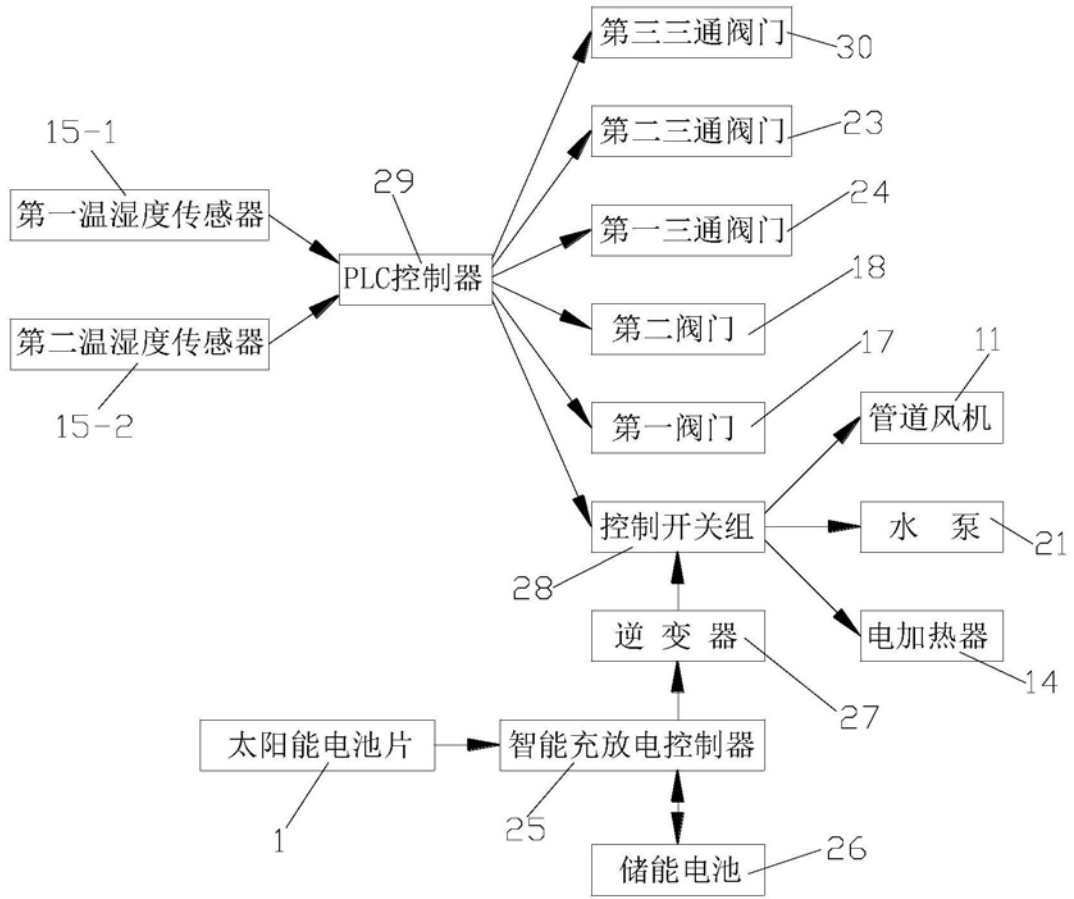 第三三通阀门
30
15-1
第二三通阀门
23
29
24
第一温湿度传感器
第一三通阀门
PLC控制器
18
第二温湿度传感器
第二阀门
17
11
15-2
第一阀门
管道风机
控制开关组
水 泵
21
28
逆 变 器
电加热器
14
27
太阳能电池片
智能充放电控制器
1
25
储能电池
26